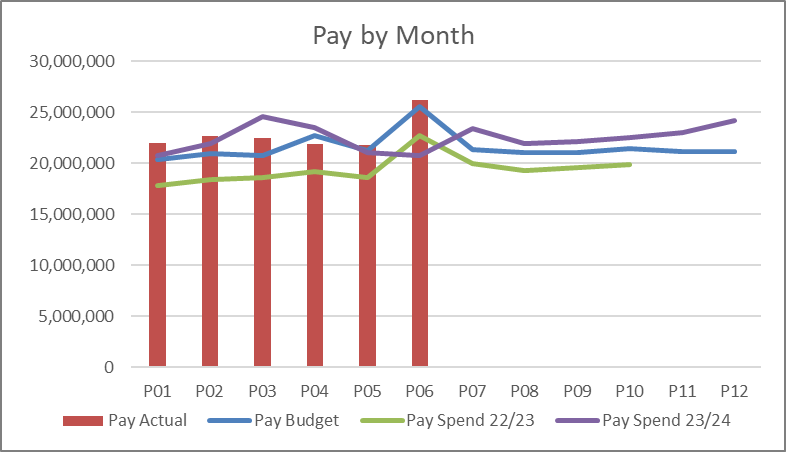 Pay by Month
30,000,000
25,000,000
20,000,000
15,000,000
10,000,000
5,000,000
0
P01 P02 P03 P04 P05 P06 P07 P08 P09 P10 P11 P12
Pay Actual Pay Budget Pay Spend 22/23 Pay Spend 23/24